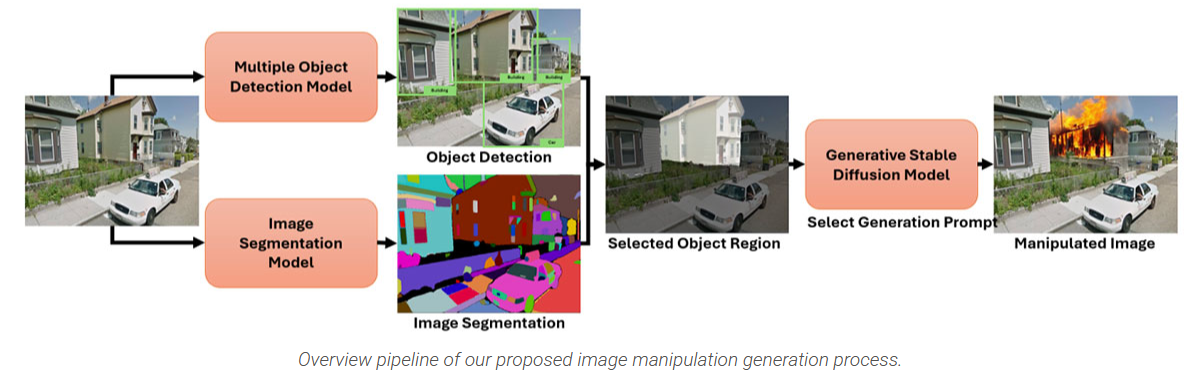 Multiple Object
Detection Model
Building
Building
Building
Car
Object Detection
Image
Segmentation
Model
Image Segmentation
Selected Object Region
Generative Stable
Diffusion Model
Select Generation Prompt
Manipulated Image
Overview pipeline of our proposed image manipulation generation process.